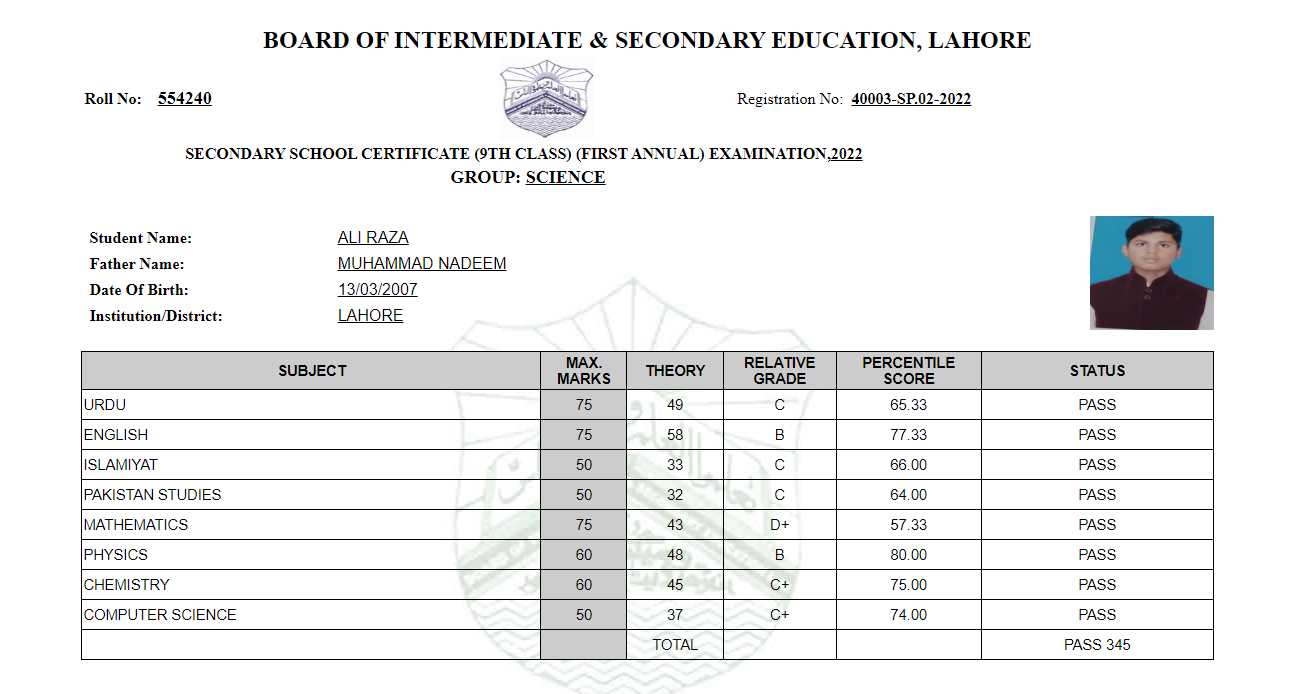 BOARD OF INTERMEDIATE & SECONDARY EDUCATION, LAHORE
Roll No: 554240
Registration No: 40003-SP.02-2022
SECONDARY SCHOOL CERTIFICATE (9TH CLASS) (FIRST ANNUAL) EXAMINATION,2022
GROUP: SCIENCE
Student Name: ALI RAZA
Father Name: MUHAMMAD NADEEM
Date Of Birth: 13/03/2007
Institution/District: LAHORE
SUBJECT MAX. MARKS THEORY RELATIVE GRADE PERCENTILE SCORE STATUS
URDU 75 49 C 65.33 PASS
ENGLISH 75 58 B 77.33 PASS
ISLAMIYAT 50 33 C 66.00 PASS
PAKISTAN STUDIES 50 32 C 64.00 PASS
MATHEMATICS 75 43 D+ 57.33 PASS
PHYSICS 60 48 B 80.00 PASS
CHEMISTRY 60 45 C+ 75.00 PASS
COMPUTER SCIENCE 50 37 C+ 74.00 PASS
TOTAL PASS 345